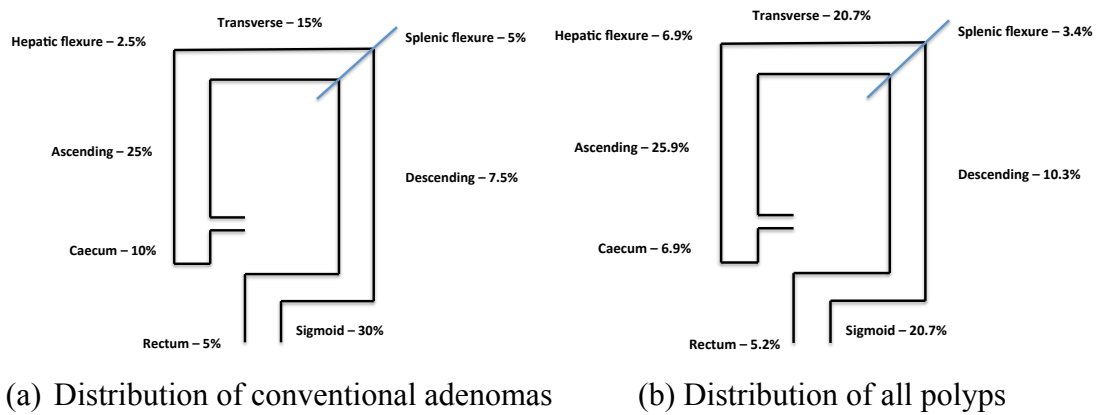 Transverse – 15%
Hepatic flexure – 2.5%
Splenic flexure – 5%
Ascending – 25%
Descending – 7.5%
Caecum – 10%
Sigmoid – 30%
Rectum – 5%
(a) Distribution of conventional adenomas
Transverse – 20.7%
Hepatic flexure – 6.9%
Splenic flexure – 3.4%
Ascending – 25.9%
Descending – 10.3%
Caecum – 6.9%
Sigmoid – 20.7%
Rectum – 5.2%
(b) Distribution of all polyps